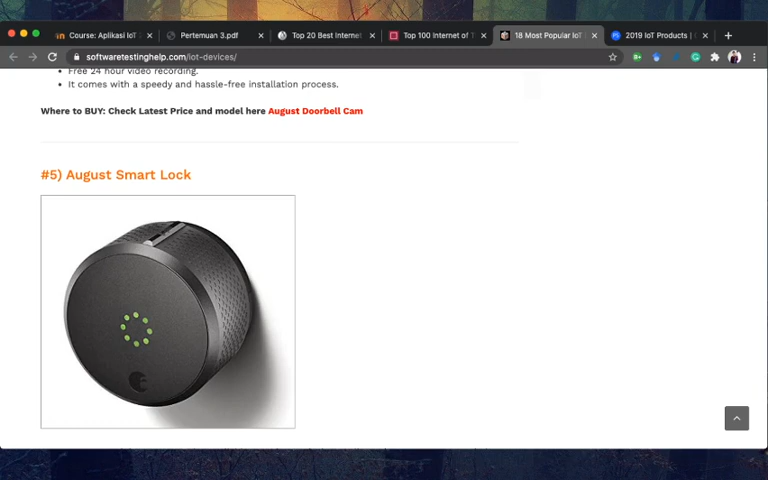 Course: Aplikasi IoT
Pertemuan 3.pdf
Top 20 Best Internet
Top 100 Internet of T
18 Most Popular IoT
2019 IoT Products | 
softwaretestinghelp.com/iot-devices/
Free 24 hour video recording.
It comes with a speedy and hassle-free installation process.
Where to BUY: Check Latest Price and model here August Doorbell Cam
#5) August Smart Lock